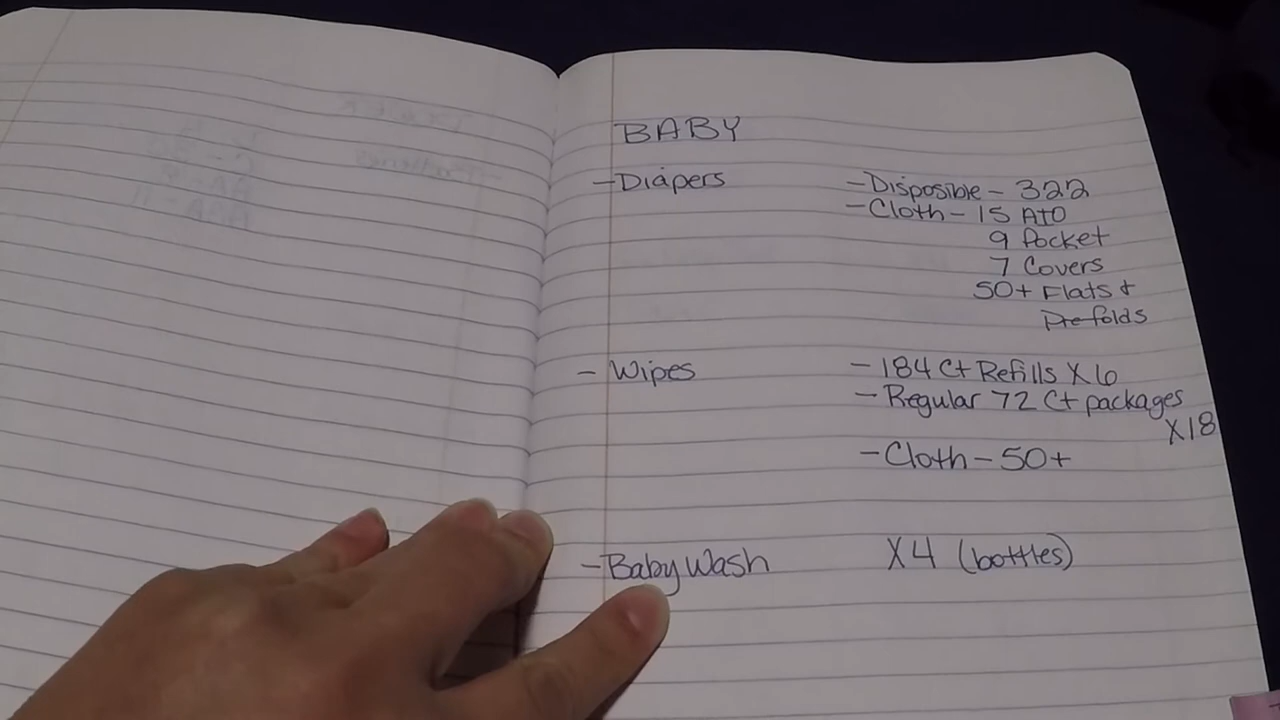 BABY
- Diapers - Disposible - 322
- Cloth - 15 AIO
9 Pocket
7 Covers
50+ Flats &
Prefolds
- Wipes - 184 Ct Refills X6
- Regular 72 Ct packages
X18
- Cloth - 50+
- Baby Wash X4 (bottles)